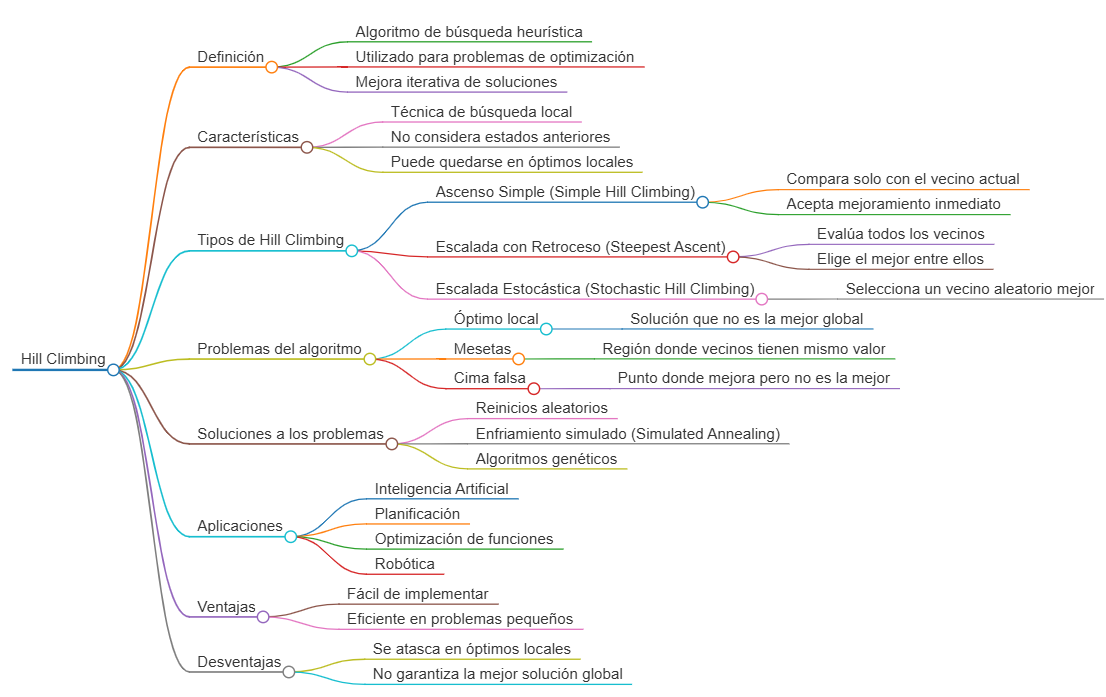 Hill Climbing
Definición
Algoritmo de búsqueda heurística
Utilizado para problemas de optimización
Mejora iterativa de soluciones
Características
Técnica de búsqueda local
No considera estados anteriores
Puede quedarse en óptimos locales
Tipos de Hill Climbing
Ascenso Simple (Simple Hill Climbing)
Compara solo con el vecino actual
Acepta mejoramiento inmediato
Escalada con Retroceso (Steepest Ascent)
Evalúa todos los vecinos
Elige el mejor entre ellos
Escalada Estocástica (Stochastic Hill Climbing)
Selecciona un vecino aleatorio mejor
Problemas del algoritmo
Óptimo local
Solución que no es la mejor global
Mesetas
Región donde vecinos tienen mismo valor
Cima falsa
Punto donde mejora pero no es la mejor
Soluciones a los problemas
Reinicios aleatorios
Enfriamiento simulado (Simulated Annealing)
Algoritmos genéticos
Aplicaciones
Inteligencia Artificial
Planificación
Optimización de funciones
Robótica
Ventajas
Fácil de implementar
Eficiente en problemas pequeños
Desventajas
Se atasca en óptimos locales
No garantiza la mejor solución global